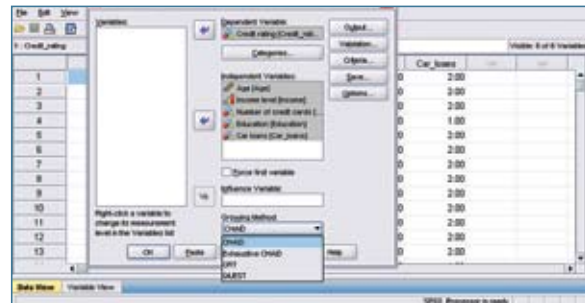 File Edit View
1 : Credit_rating
Visible: 6 of 6 Variables
Variables:
Dependent Variable:
Credit rating [Credit_rati...
Categories...
Independent Variables:
Age [Age]
Income level [Income]
Number of credit cards [...
Education [Education]
Car loans [Car_loans]
Force first variable
Influence Variable:
Growing Method:
CHAID
CHAID
Exhaustive CHAID
CRT
QUEST
Right-click a variable to
change its measurement
level in the Variables list
OK
Paste
Help
Output...
Validation...
Criteria...
Save...
Options...
Car_loans
1
2
3
4
5
6
7
8
9
10
11
12
13
2.00
2.00
2.00
1.00
2.00
2.00
2.00
2.00
2.00
2.00
2.00
2.00
2.00
Data View
Variable View
SPSS Processor is ready